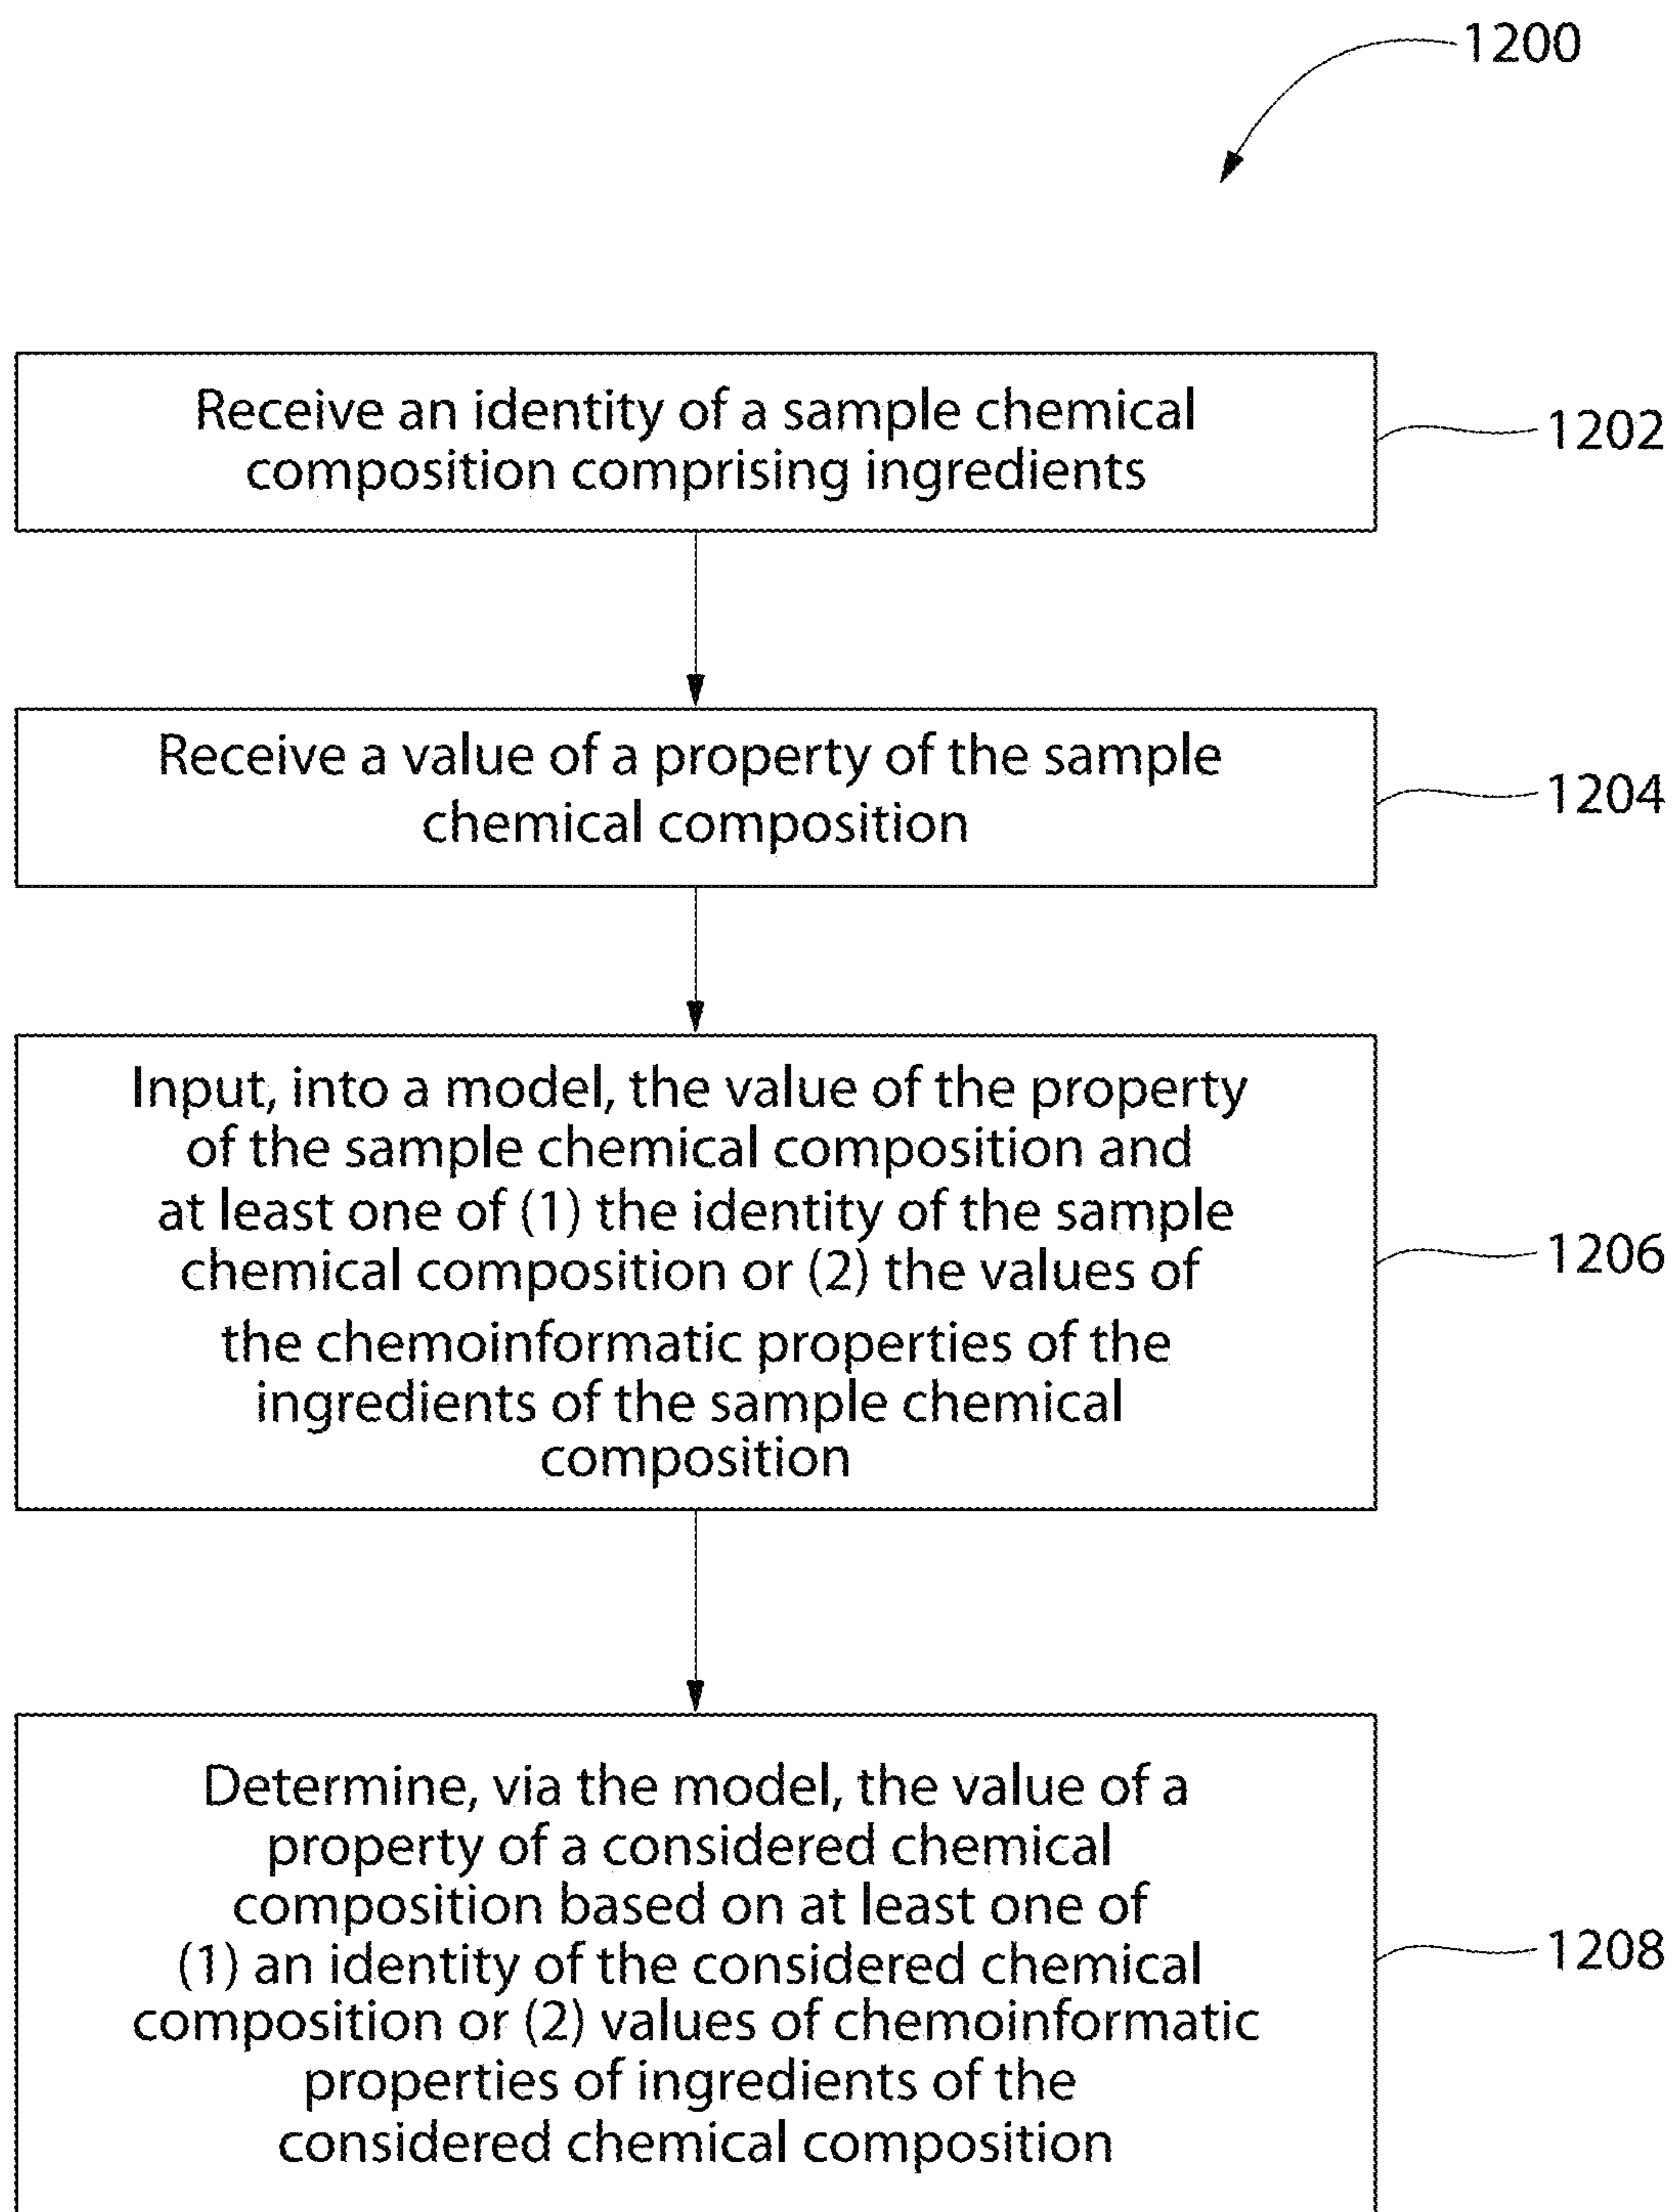 1200
Receive an identity of a sample chemical
composition comprising ingredients
1202
Receive a value of a property of the sample
chemical composition
1204
Input, into a model, the value of the property
of the sample chemical composition and
at least one of (1) the identity of the sample
chemical composition or (2) the values of
the chemoinformatic properties of the
ingredients of the sample chemical
composition
1206
Determine, via the model, the value of a
property of a considered chemical
composition based on at least one of
(1) an identity of the considered chemical
composition or (2) values of chemoinformatic
properties of ingredients of the
considered chemical composition
1208